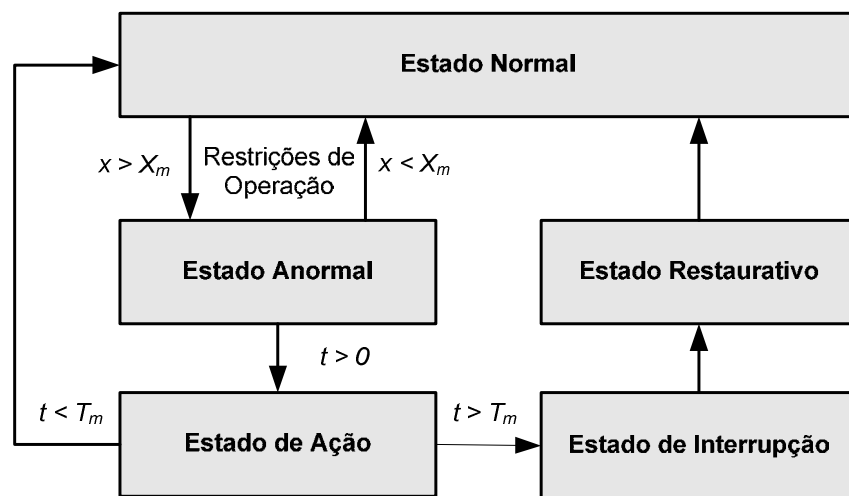 Estado Normal
x > Xm
Restrições de
Operação
x < Xm
Estado Anormal
Estado Restaurativo
t > 0
t < Tm
Estado de Ação
t > Tm
Estado de Interrupção